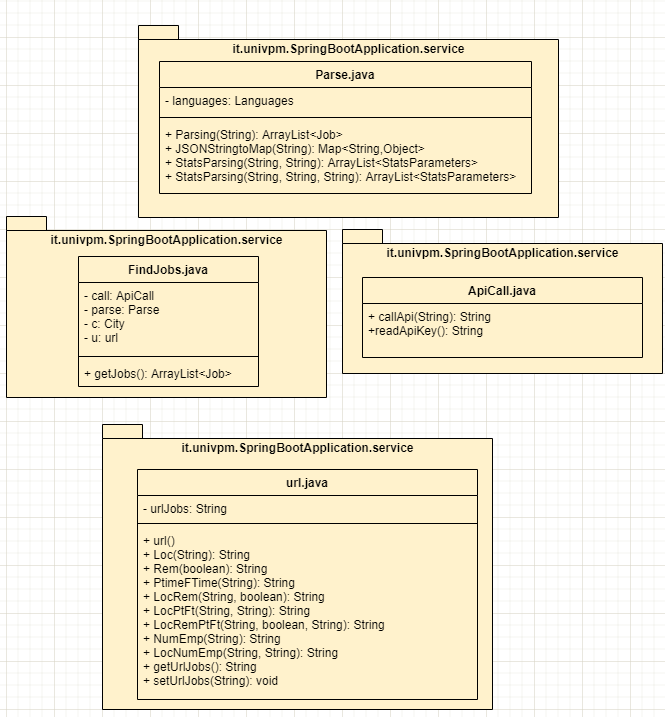 it.univpm.SpringBootApplication.service
Parse.java
- languages: Languages
+ Parsing(String): ArrayList<Job>
+ JSONStringtoMap(String): Map<String,Object>
+ StatsParsing(String, String): ArrayList<StatsParameters>
+ StatsParsing(String, String, String): ArrayList<StatsParameters>
it.univpm.SpringBootApplication.service
FindJobs.java
- call: ApiCall
- parse: Parse
- c: City
- u: url
+ getJobs(): ArrayList<Job>
it.univpm.SpringBootApplication.service
ApiCall.java
+ callApi(String): String
+readApiKey(): String
it.univpm.SpringBootApplication.service
url.java
- urlJobs: String
+ url()
+ Loc(String): String
+ Rem(boolean): String
+ PtimeFTime(String): String
+ LocRem(String, boolean): String
+ LocPtFt(String, String): String
+ LocRemPtFt(String, boolean, String): String
+ NumEmp(String): String
+ LocNumEmp(String, String): String
+ getUrlJobs(): String
+ setUrlJobs(String): void